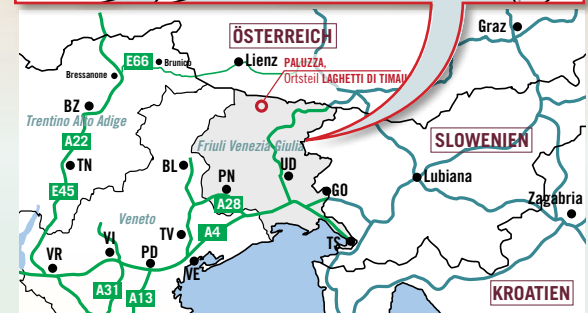 Graz
ÖSTERREICH
E66
Brunico
Lienz
PALUZZA,
Ortsteil LAGHETTI DI TIMAU
Bressanone
BZ
Trentino Alto Adige
A22
Friuli Venezia Giulia
SLOWENIEN
TN
BL
PN
UD
Lubiana
E45
A28
GO
Zagabria
Veneto
TV
A4
TS
VI
VR
PD
VE
A31
A13
KROATIEN